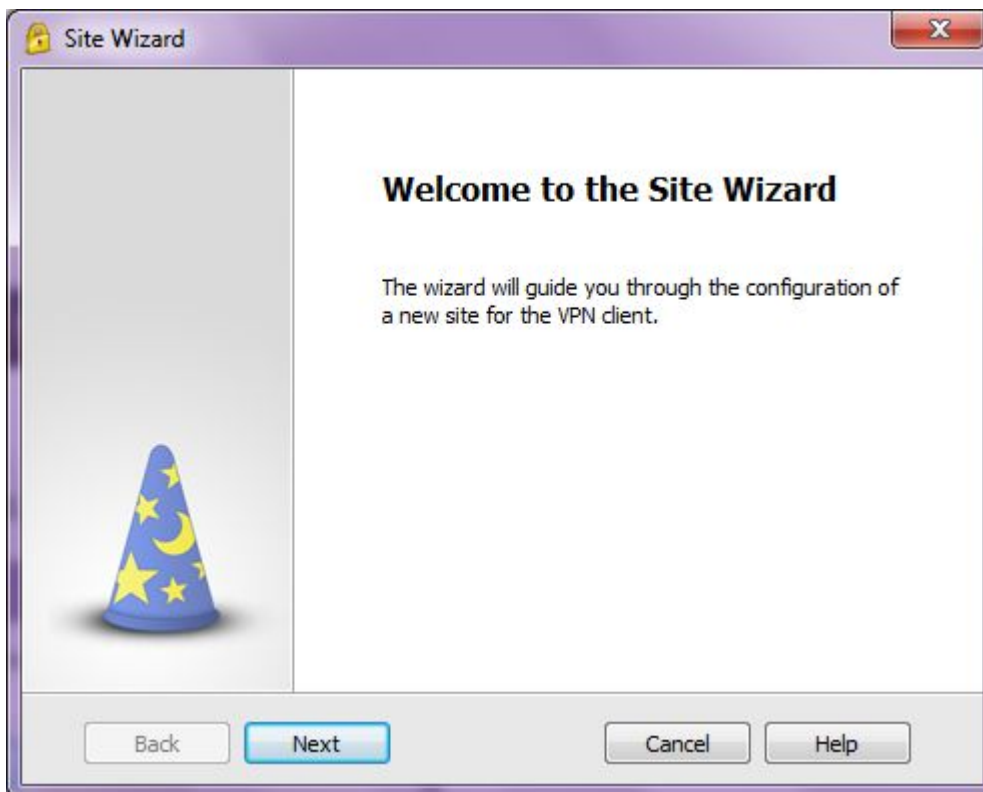 Site Wizard
Welcome to the Site Wizard
The wizard will guide you through the configuration of
a new site for the VPN client.
Back
Next
Cancel
Help